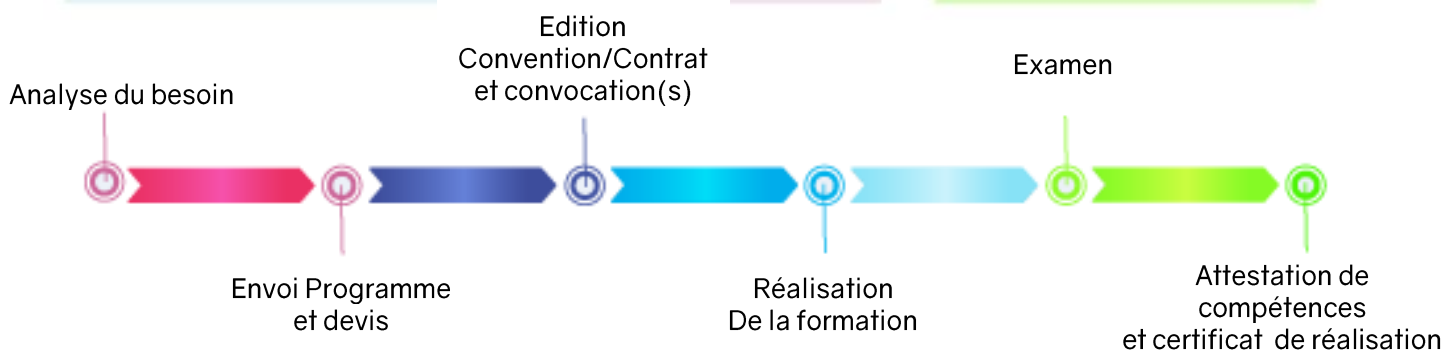 Analyse du besoin
Envoi Programme
et devis
Edition
Convention/Contrat
et convocation(s)
Réalisation
De la formation
Examen
Attestation de
compétences
et certificat  de réalisation